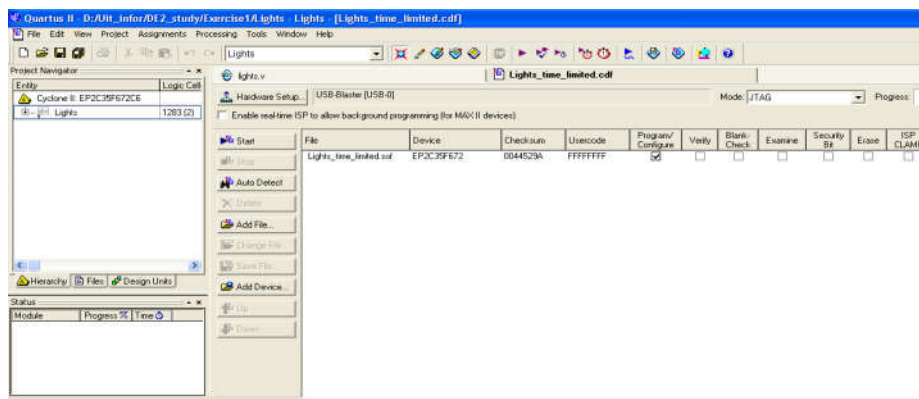 Quartus II - D:/Uit_infor/DE2_study/Exercise1/Lights - Lights - [Lights_time_limited.cdf]
File Edit View Project Assignments Processing Tools Window Help
Lights
Project Navigator
Entity Logic Cell
Cyclone II: EP2C35F672C6
Lights 1283 (2)
Hierarchy Files Design Units
Status
Module Progress % Time
lights.v Lights_time_limited.cdf
Hardware Setup... USB-Blaster [USB-0] Mode: JTAG Progress:
Enable real-time ISP to allow background programming (for MAX II devices)
Start
Stop
Auto Detect
Delete
Add File...
Change File...
Save File...
Add Device...
Up
Down
File Device Checksum Usercode Program/ Configure Verify Blank- Check Examine Security Bit Erase ISP CLAMP
Lights_time_limited.sof EP2C35F672 0044529A FFFFFFFF